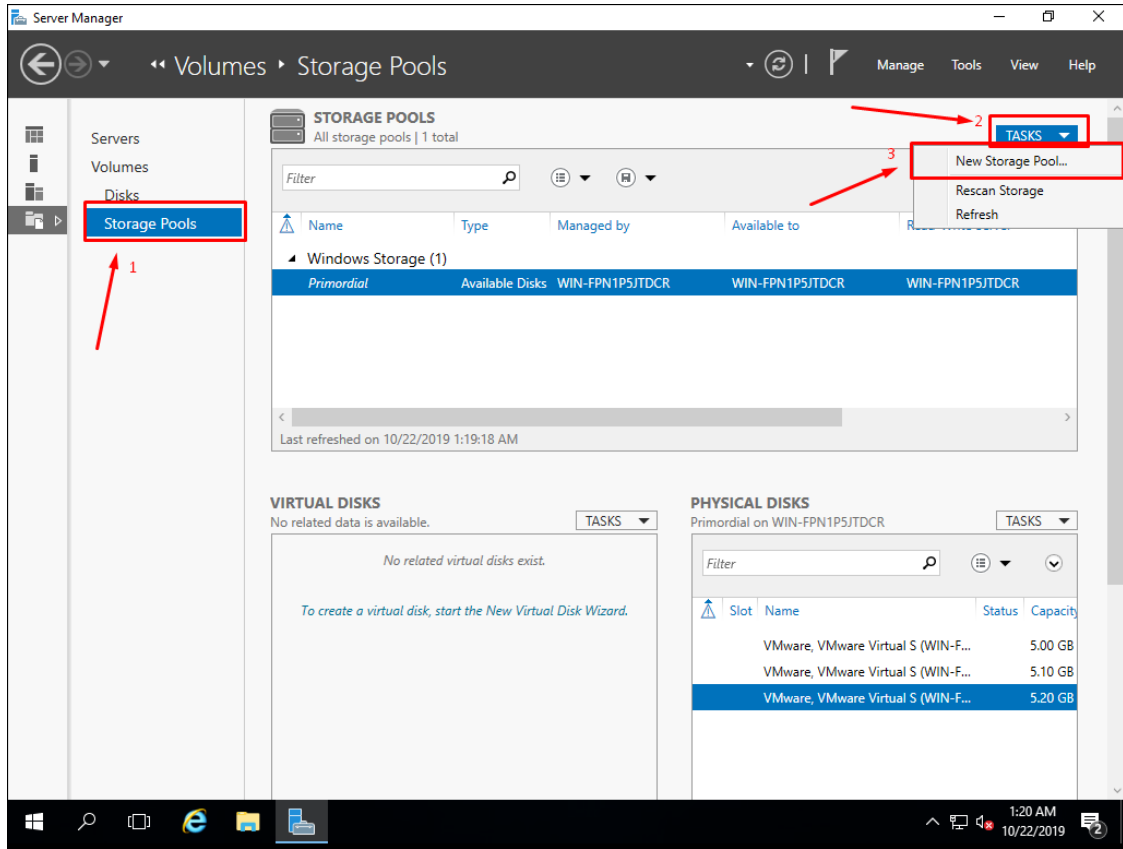 Server Manager
Volumes Storage Pools
Manage Tools View Help
Servers
Volumes
Disks
Storage Pools
1
STORAGE POOLS
All storage pools | 1 total
2
TASKS
3
New Storage Pool...
Rescan Storage
Refresh
Filter
Name Type Managed by Available to
Windows Storage (1)
Primordial Available Disks WIN-FPN1P5JTDCR WIN-FPN1P5JTDCR WIN-FPN1P5JTDCR
Last refreshed on 10/22/2019 1:19:18 AM
VIRTUAL DISKS
No related data is available.
TASKS
No related virtual disks exist.
To create a virtual disk, start the New Virtual Disk Wizard.
PHYSICAL DISKS
Primordial on WIN-FPN1P5JTDCR
TASKS
Filter
Slot Name Status Capacity
VMware, VMware Virtual S (WIN-F... 5.00 GB
VMware, VMware Virtual S (WIN-F... 5.10 GB
VMware, VMware Virtual S (WIN-F... 5.20 GB
1:20 AM
10/22/2019
2